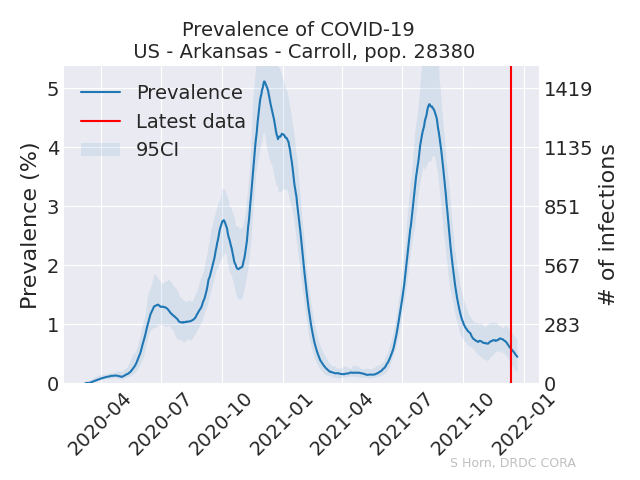 Prevalence of COVID-19
US - Arkansas - Carroll, pop. 28380
Prevalence
Latest data
95CI
Prevalence (%)
5
4
3
2
1
0
# of infections
1419
1135
851
567
283
0
2020-04
2020-07
2020-10
2021-01
2021-04
2021-07
2021-10
2022-01
S Horn, DRDC CORA